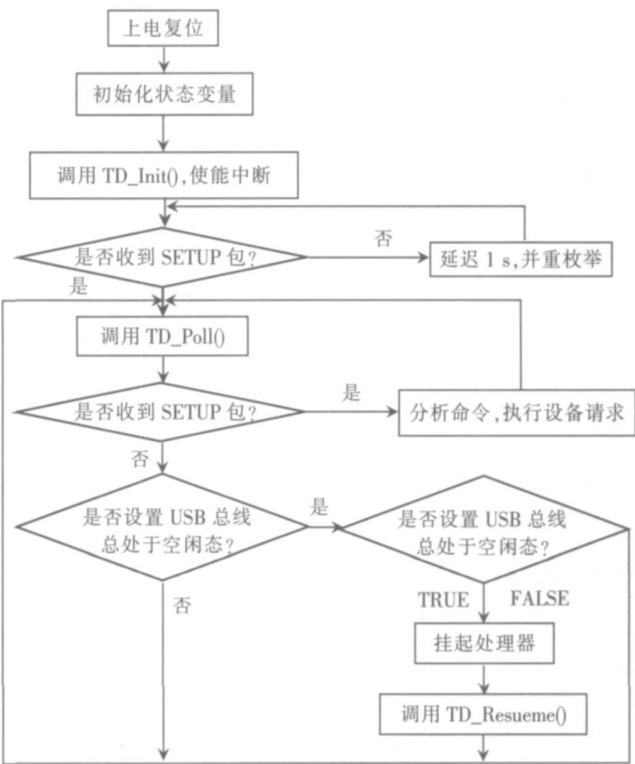 上电复位
初始化状态变量
调用 TD_Init(),使能中断
是否收到 SETUP 包?
否
延迟 1 s,并重枚举
是
调用 TD_Poll()
是否收到 SETUP 包?
是
分析命令,执行设备请求
否
是否设置 USB 总线
总处于空闲态?
是
是否设置 USB 总线
总处于空闲态?
否
TRUE
FALSE
挂起处理器
调用 TD_Resueme()